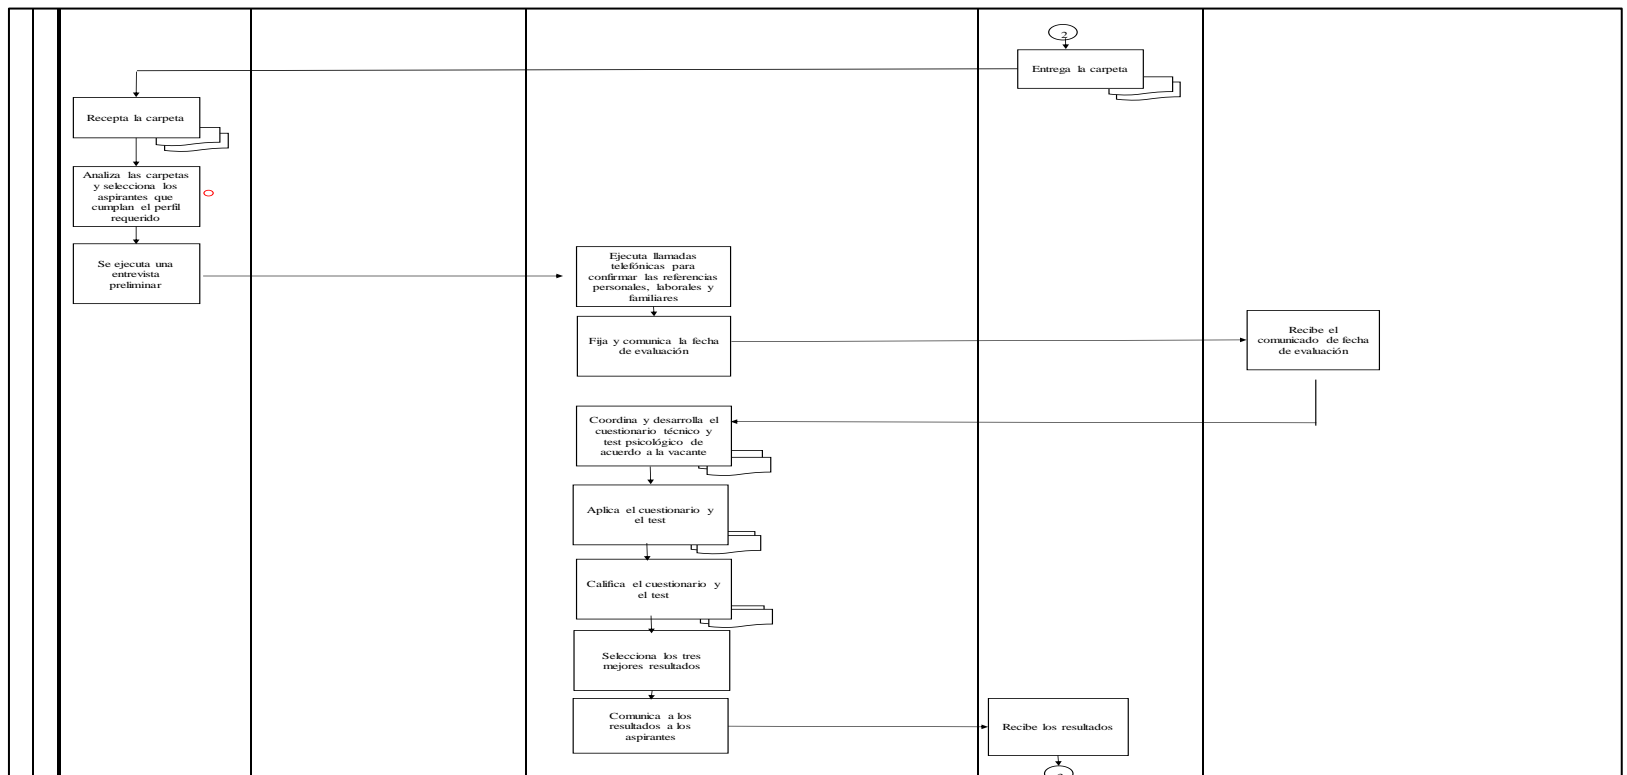 2
Entrega la carpeta
Recepta la carpeta
Analiza las carpetas
y selecciona los
aspirantes que
cumplan el perfil
requerido
Se ejecuta una
entrevista
preliminar
Ejecuta llamadas
telefónicas para
confirmar las referencias
personales, laborales y
familiares
Fija y comunica la fecha
de evaluación
Recibe el
comunicado de fecha
de evaluación
Coordina y desarrolla el
cuestionario técnico y
test psicológico de
acuerdo a la vacante
Aplica el cuestionario y
el test
Califica el cuestionario y
el test
Selecciona los tres
mejores resultados
Comunica a los
resultados a los
aspirantes
Recibe los resultados